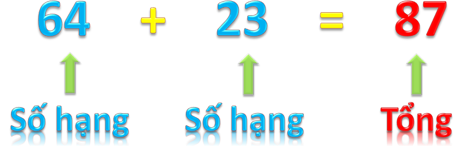 64 + 23 = 87
Số hạng Số hạng Tổng